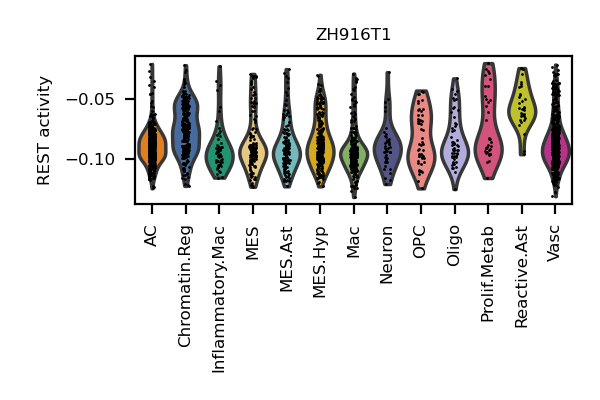 ZH916T1
REST activity
−0.05
−0.10
AC
Chromatin.Reg
Inflammatory.Mac
MES
MES.Ast
MES.Hyp
Mac
Neuron
OPC
Oligo
Prolif.Metab
Reactive.Ast
Vasc